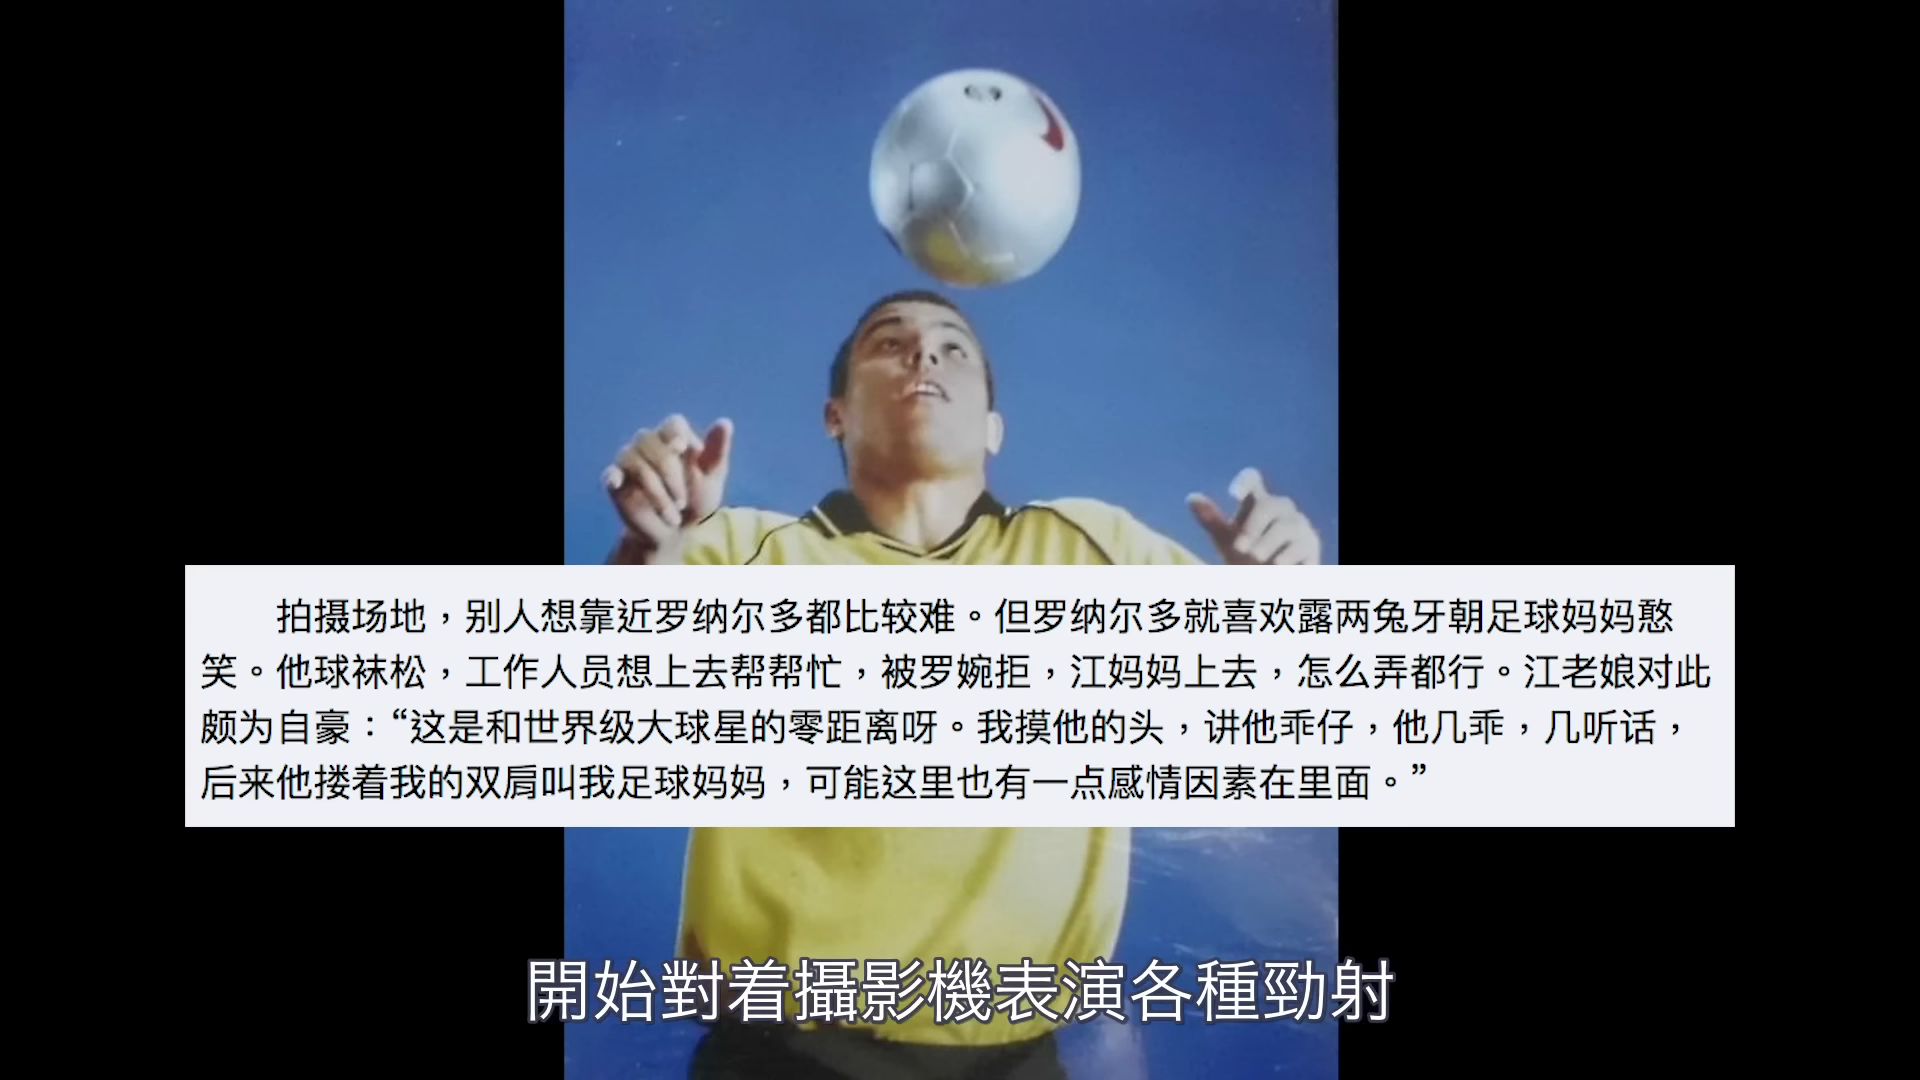 拍摄场地，别人想靠近罗纳尔多都比较难。但罗纳尔多就喜欢露两兔牙朝足球妈妈憨
笑。他球袜松，工作人员想上去帮帮忙，被罗婉拒，江妈妈上去，怎么弄都行。江老娘对此
颇为自豪：“这是和世界级大球星的零距离呀。我摸他的头，讲他乖仔，他几乖，几听话，
后来他搂着我的双肩叫我足球妈妈，可能这里也有一点感情因素在里面。”
開始對着攝影機表演各種勁射